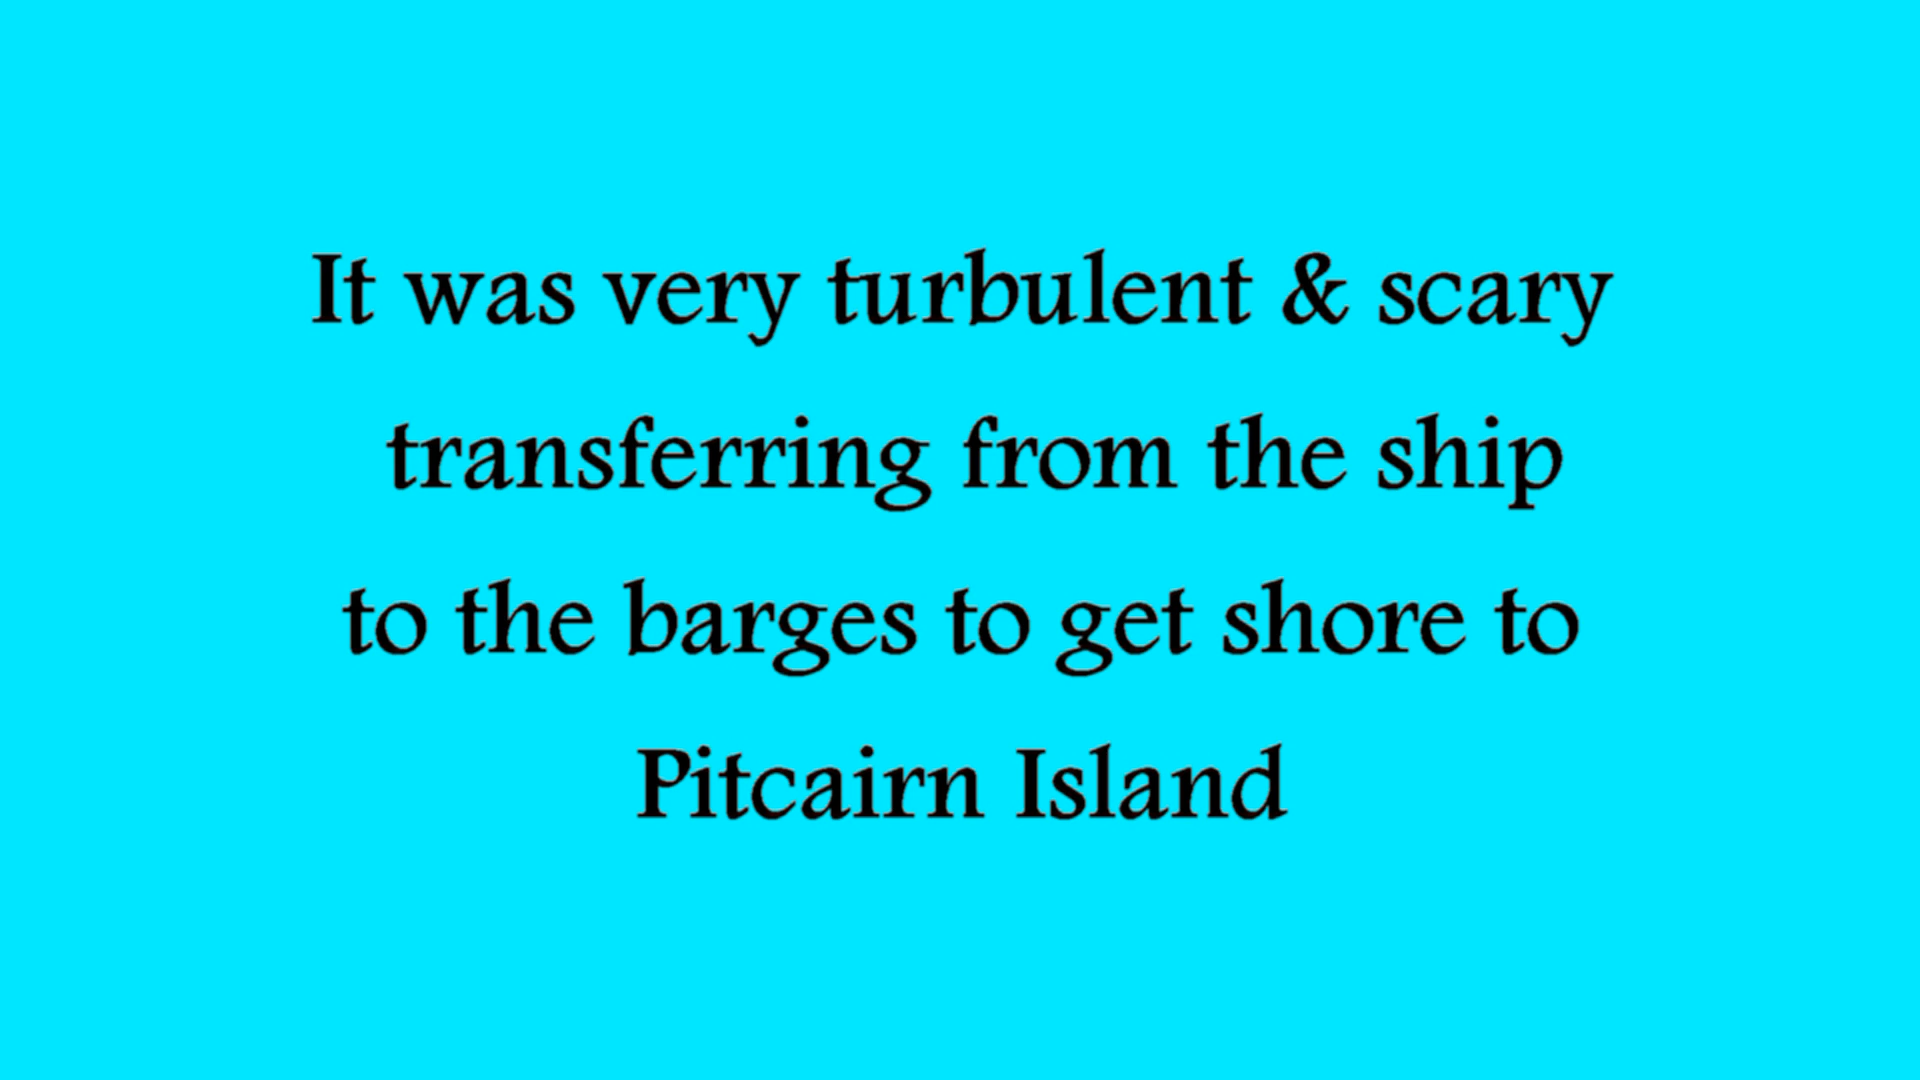 It was very turbulent & scary
transferring from the ship
to the barges to get shore to
Pitcairn Island